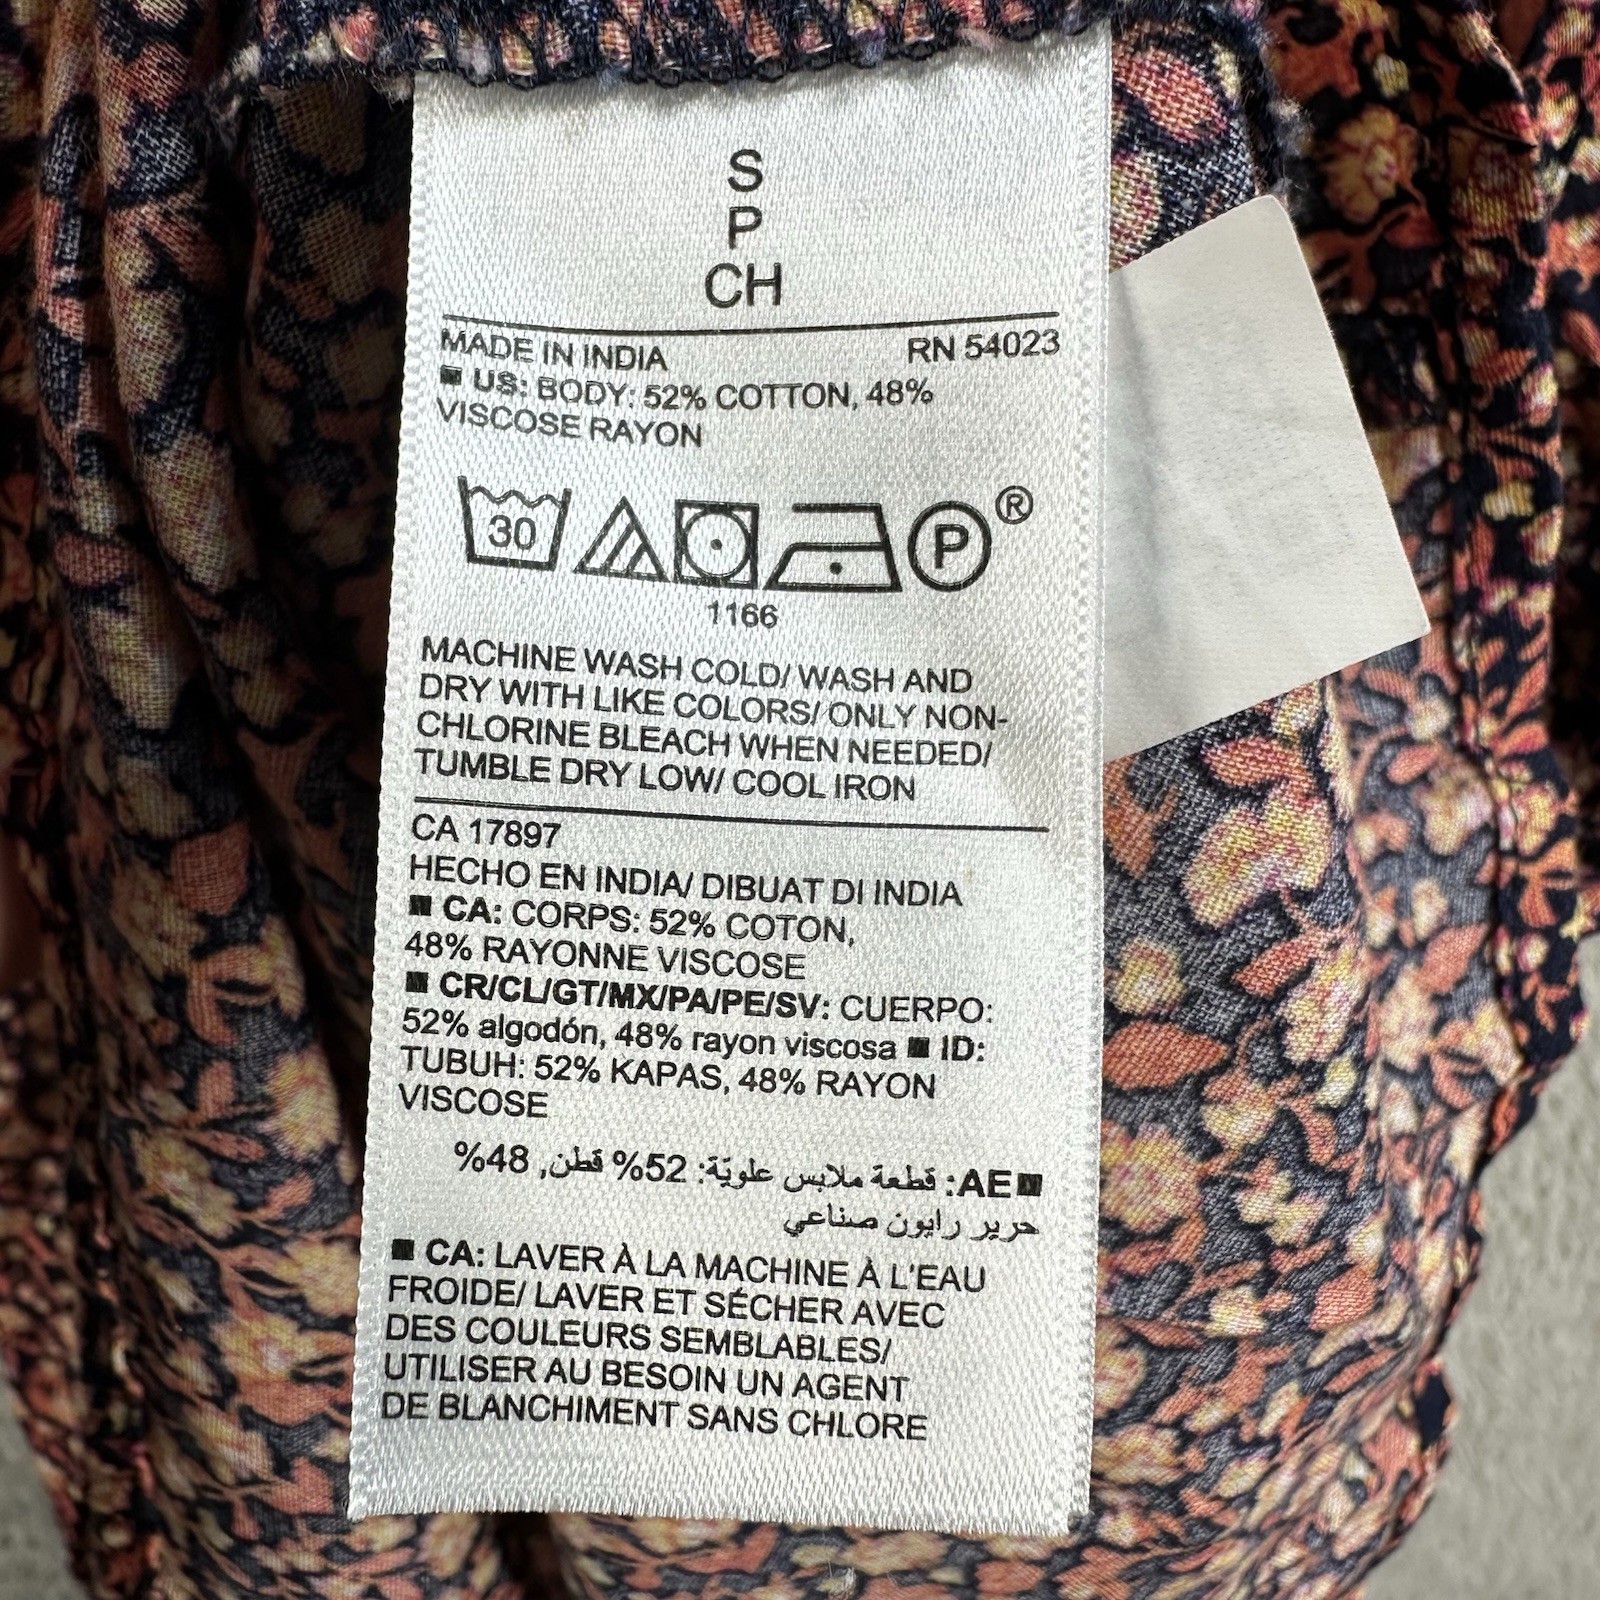 S
P
CH
MADE IN INDIA RN 54023
■ US: BODY: 52% COTTON, 48%
VISCOSE RAYON
30 P ®
1166
MACHINE WASH COLD/ WASH AND
DRY WITH LIKE COLORS/ ONLY NON-
CHLORINE BLEACH WHEN NEEDED/
TUMBLE DRY LOW/ COOL IRON
CA 17897
HECHO EN INDIA/ DIBUAT DI INDIA
■ CA: CORPS: 52% COTON,
48% RAYONNE VISCOSE
■ CR/CL/GT/MX/PA/PE/SV: CUERPO:
52% algodón, 48% rayon viscosa ■ ID:
TUBUH: 52% KAPAS, 48% RAYON
VISCOSE
■AE: قطعة ملابس علويّة: 52% قطن, 48%
حرير رايون صناعي
■ CA: LAVER À LA MACHINE À L'EAU
FROIDE/ LAVER ET SÉCHER AVEC
DES COULEURS SEMBLABLES/
UTILISER AU BESOIN UN AGENT
DE BLANCHIMENT SANS CHLORE